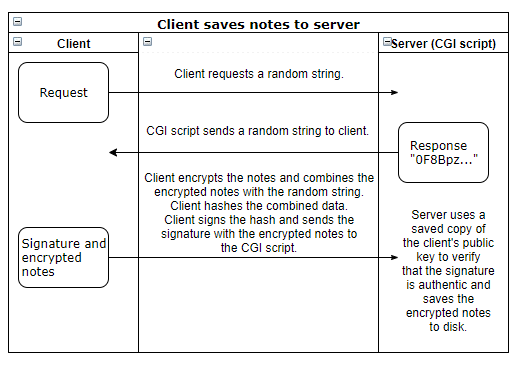 Client saves notes to server
Client
Server (CGI script)
Request
Client requests a random string.
CGI script sends a random string to client.
Response
"0F8Bpz..."
Client encrypts the notes and combines the
encrypted notes with the random string.
Client hashes the combined data.
Client signs the hash and sends the
signature with the encrypted notes to
the CGI script.
Signature and
encrypted
notes
Server uses a
saved copy of
the client's public
key to verify
that the signature
is authentic and
saves the
encrypted notes
to disk.